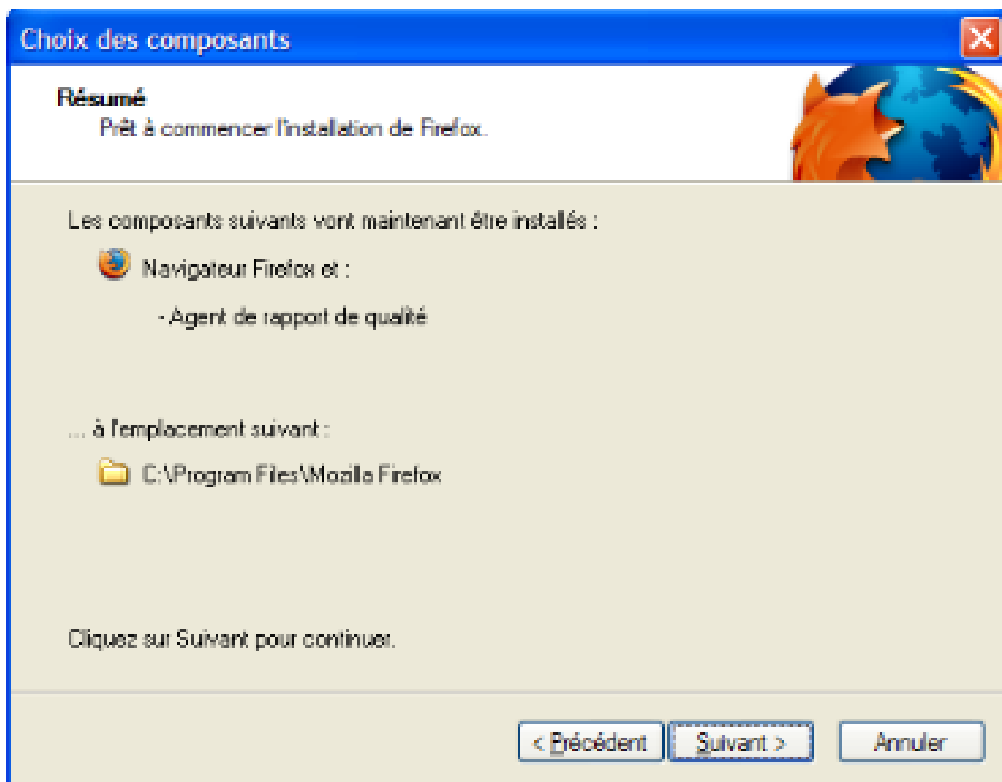 Choix des composants
Résumé
Prêt à commencer l'installation de Firefox.
Les composants suivants vont maintenant être installés :
Navigateur Firefox et :
- Agent de rapport de qualité
... à l'emplacement suivant :
C:\Program Files\Mozilla Firefox
Cliquez sur Suivant pour continuer.
< Précédent
Suivant >
Annuler